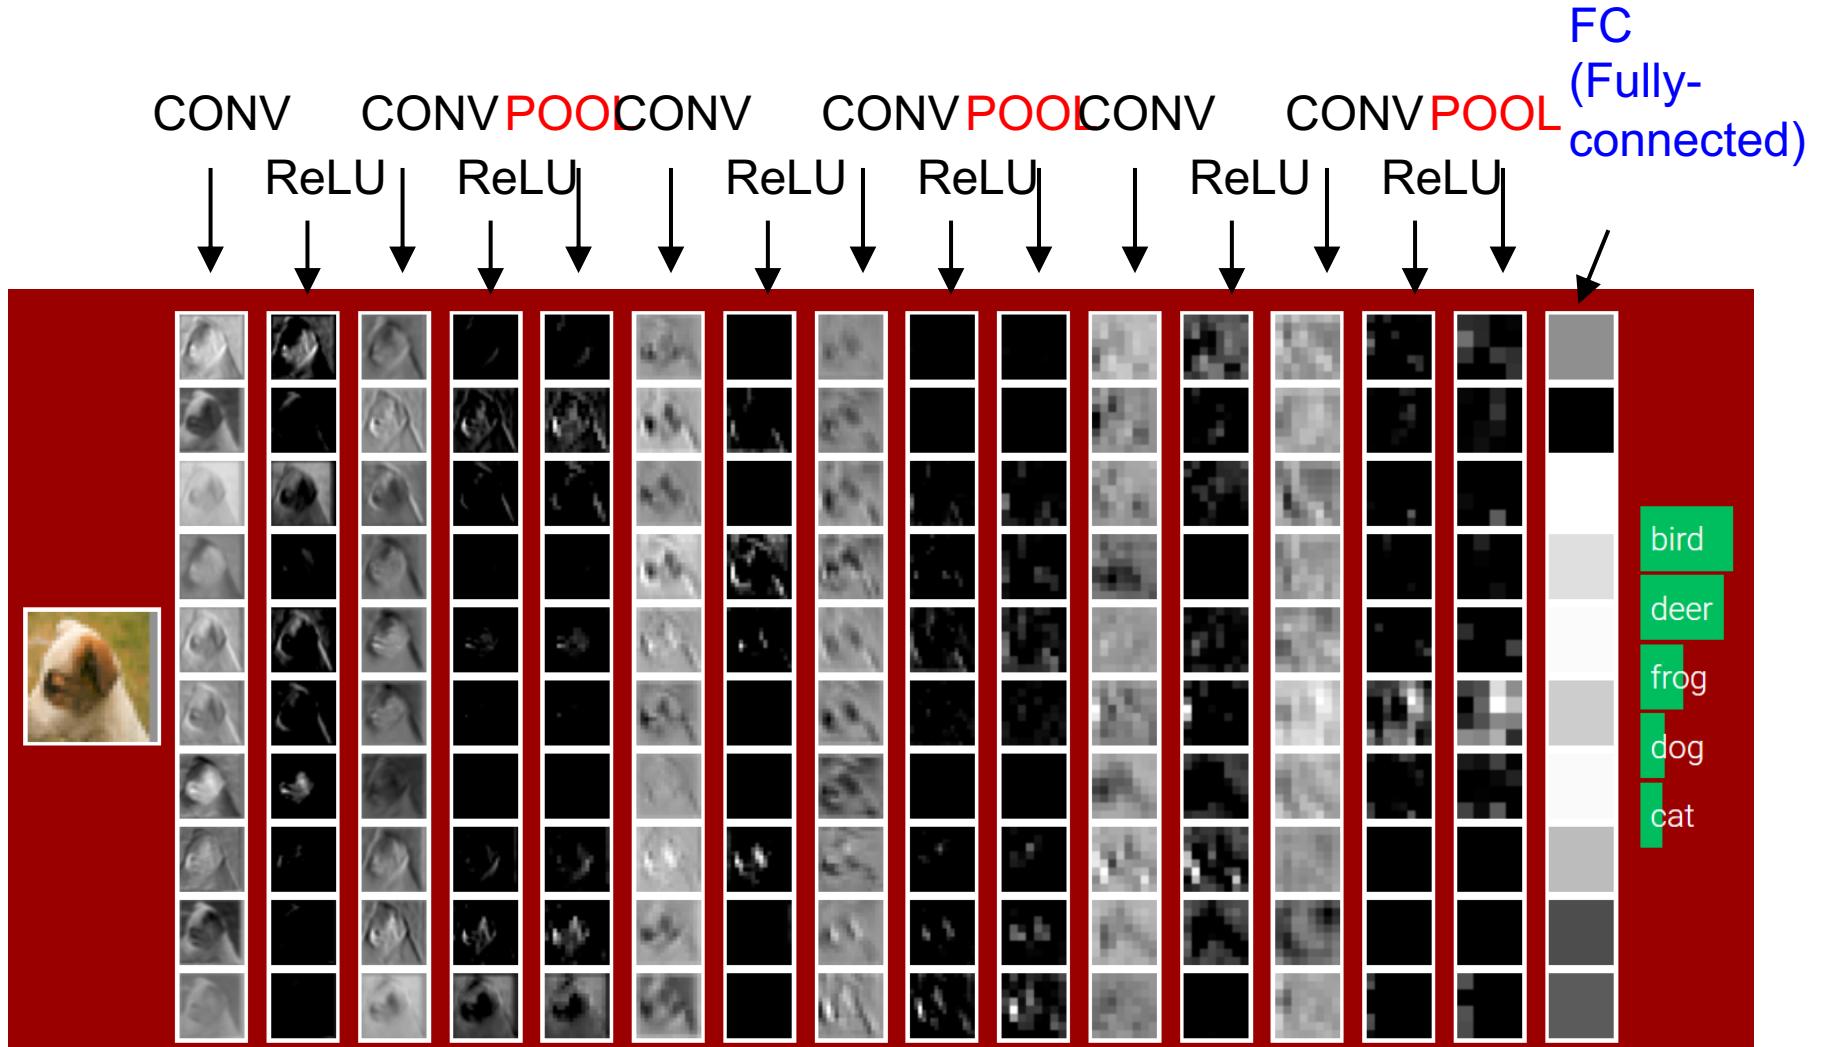 FC
(Fully-
connected)
CONV CONV POOL CONV CONV POOL CONV CONV POOL
ReLU ReLU ReLU ReLU ReLU ReLU
bird
deer
frog
dog
cat